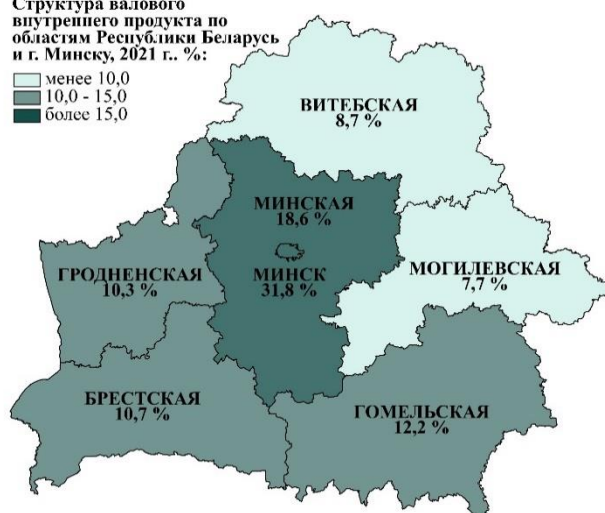 Структура валового
внутреннего продукта по
областям Республики Беларусь
и г. Минску, 2021 г.. %:
менее 10,0
10,0 - 15,0
более 15,0
ВИТЕБСКАЯ
8,7 %
МИНСКАЯ
18,6 %
ГРОДНЕНСКАЯ
10,3 %
МИНСК
31,8 %
МОГИЛЕВСКАЯ
7,7 %
БРЕСТСКАЯ
10,7 %
ГОМЕЛЬСКАЯ
12,2 %